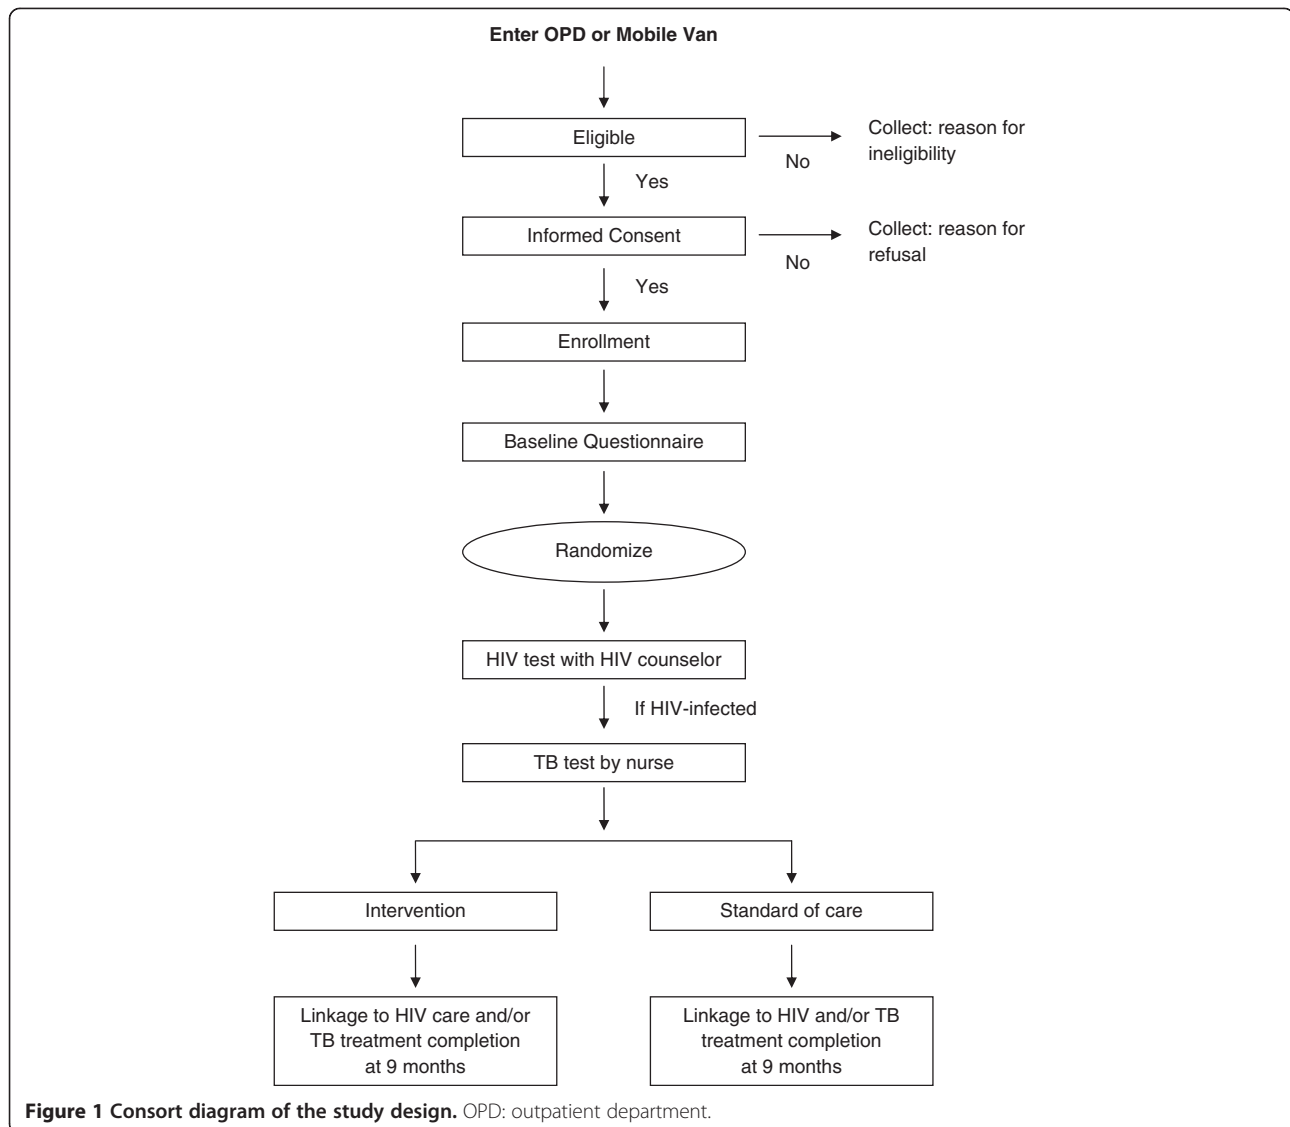 Enter OPD or Mobile Van
Eligible
No
Collect: reason for
ineligibility
Yes
Informed Consent
No
Collect: reason for
refusal
Yes
Enrollment
Baseline Questionnaire
Randomize
HIV test with HIV counselor
If HIV-infected
TB test by nurse
Intervention
Standard of care
Linkage to HIV care and/or
TB treatment completion
at 9 months
Linkage to HIV and/or TB
treatment completion
at 9 months
Figure 1 Consort diagram of the study design. OPD: outpatient department.